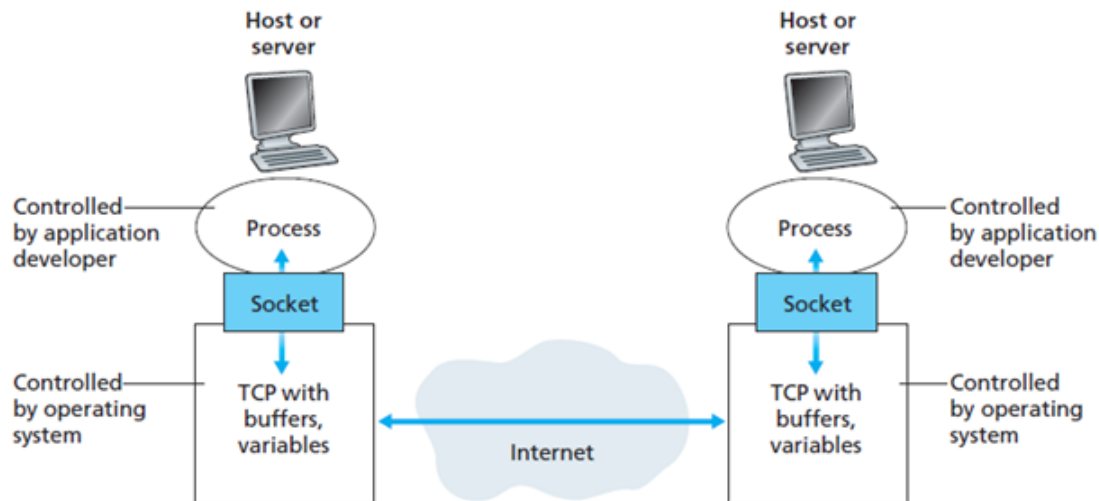 Host or
server
Host or
server
Controlled
by application
developer
Process
Process
Controlled
by application
developer
Socket
Socket
Controlled
by operating
system
TCP with
buffers,
variables
Internet
TCP with
buffers,
variables
Controlled
by operating
system